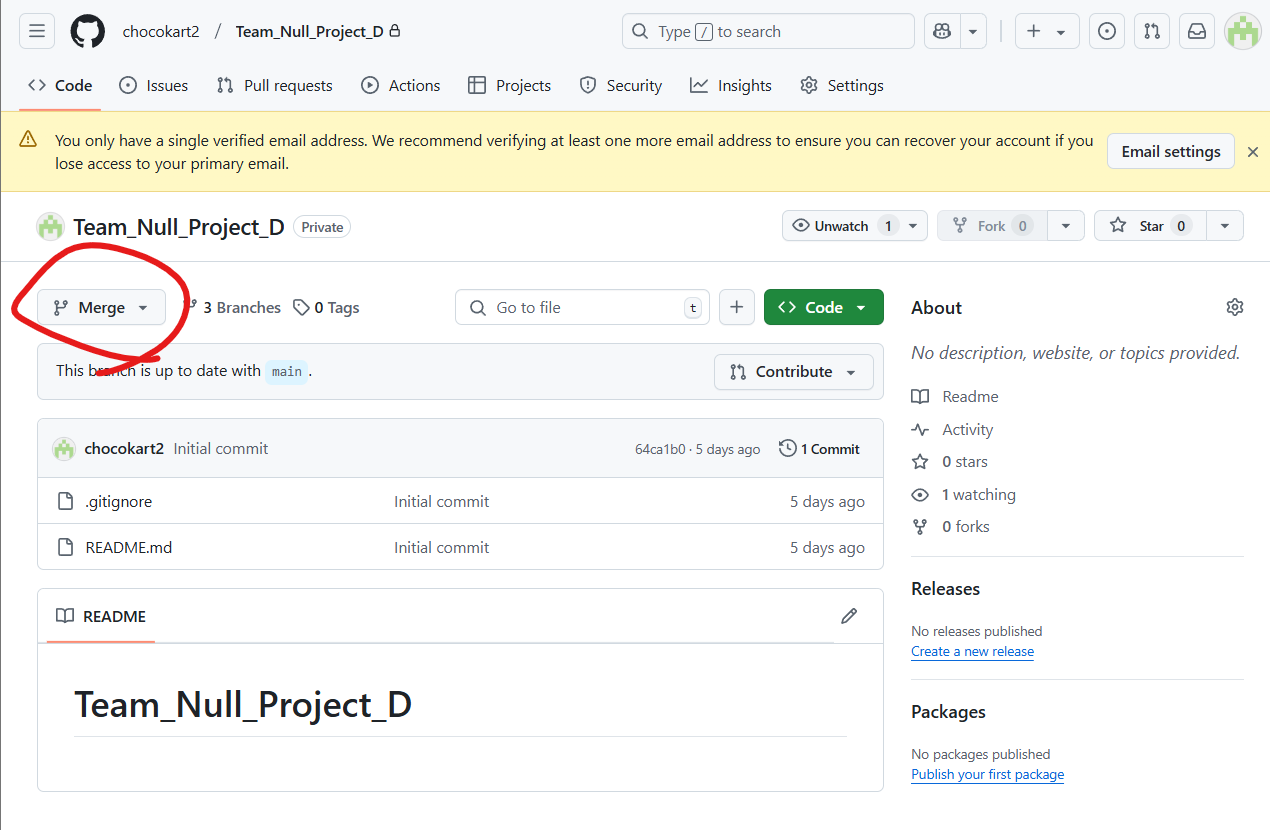 chocokart2 / Team_Null_Project_D
Type / to search
Code Issues Pull requests Actions Projects Security Insights Settings
You only have a single verified email address. We recommend verifying at least one more email address to ensure you can recover your account if you
lose access to your primary email.
Email settings
Team_Null_Project_D Private
Unwatch 1 Fork 0 Star 0
Merge 3 Branches 0 Tags
Go to file t
Code
This branch is up to date with main .
Contribute
chocokart2 Initial commit 64ca1b0 · 5 days ago 1 Commit
.gitignore Initial commit 5 days ago
README.md Initial commit 5 days ago
README
Team_Null_Project_D
About
No description, website, or topics provided.
Readme
Activity
0 stars
1 watching
0 forks
Releases
No releases published
Create a new release
Packages
No packages published
Publish your first package